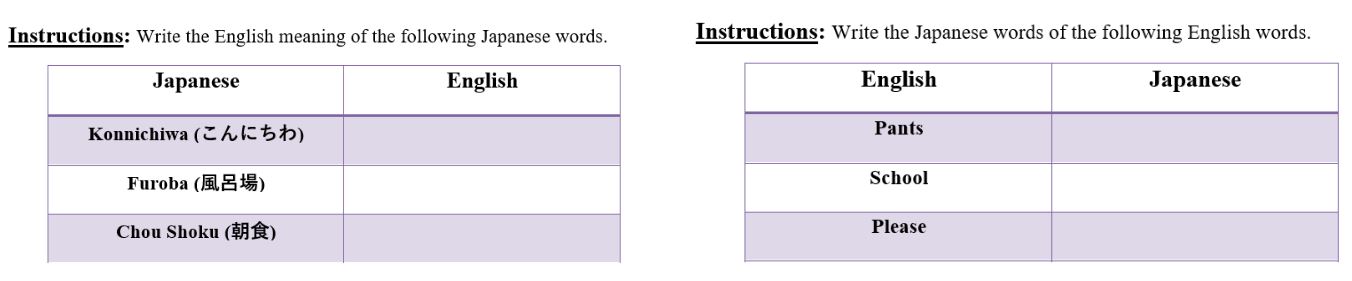 Instructions: Write the English meaning of the following Japanese words.
Japanese English
Konnichiwa (こんにちわ)
Furoba (風呂場)
Chou Shoku (朝食)
Instructions: Write the Japanese words of the following English words.
English Japanese
Pants
School
Please